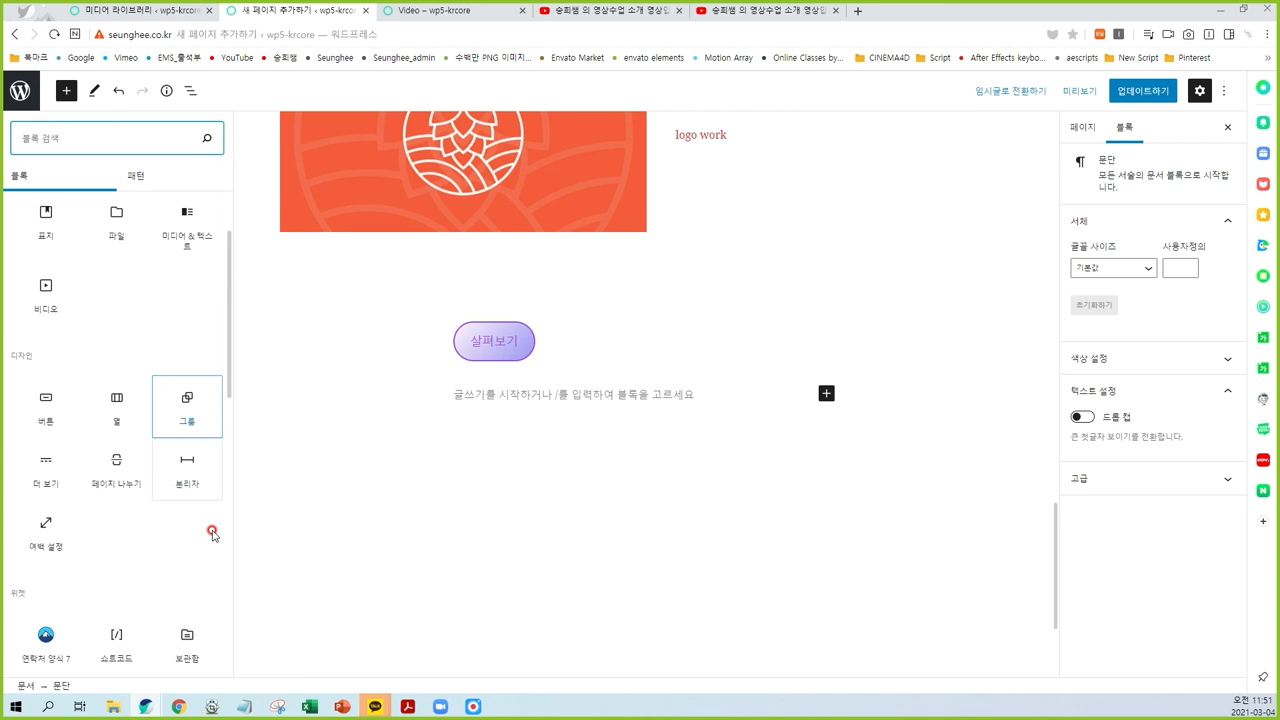 미디어 라이브러리 ‹ wp5-krcore
새 페이지 추가하기 ‹ wp5-krco
Video – wp5-krcore
승희쌤 의 영상수업 소개 영상입
승희쌤 의 영상수업 소개 영상입
seunghee.co.kr 새 페이지 추가하기 ‹ wp5-krcore — 워드프레스
북마크
Google
Vimeo
EMS_출석부
YouTube
승희쌤
Seunghee
Seunghee_admin
수백만 PNG 이미지...
Envato Market
envato elements
Motion Array
Online Classes by...
CINEMA4D
Script
After Effects keybo...
aescripts
New Script
Pinterest
임시글로 전환하기
미리보기
업데이트하기
블록 검색
블록
패턴
표지
파일
미디어 & 텍스
트
비디오
디자인
버튼
열
그룹
더 보기
페이지 나누기
분리자
여백 설정
위젯
연락처 양식 7
쇼트코드
보관함
문서 → 문단
logo work
살펴보기
글쓰기를 시작하거나 /를 입력하여 블록을 고르세요
페이지
블록
문단
모든 서술의 문서 블록으로 시작합
니다.
서체
글꼴 사이즈
사용자정의
기본값
초기화하기
색상 설정
텍스트 설정
드롭 캡
큰 첫글자 보이기를 전환합니다.
고급
TALK
오전 11:51
2021-03-04